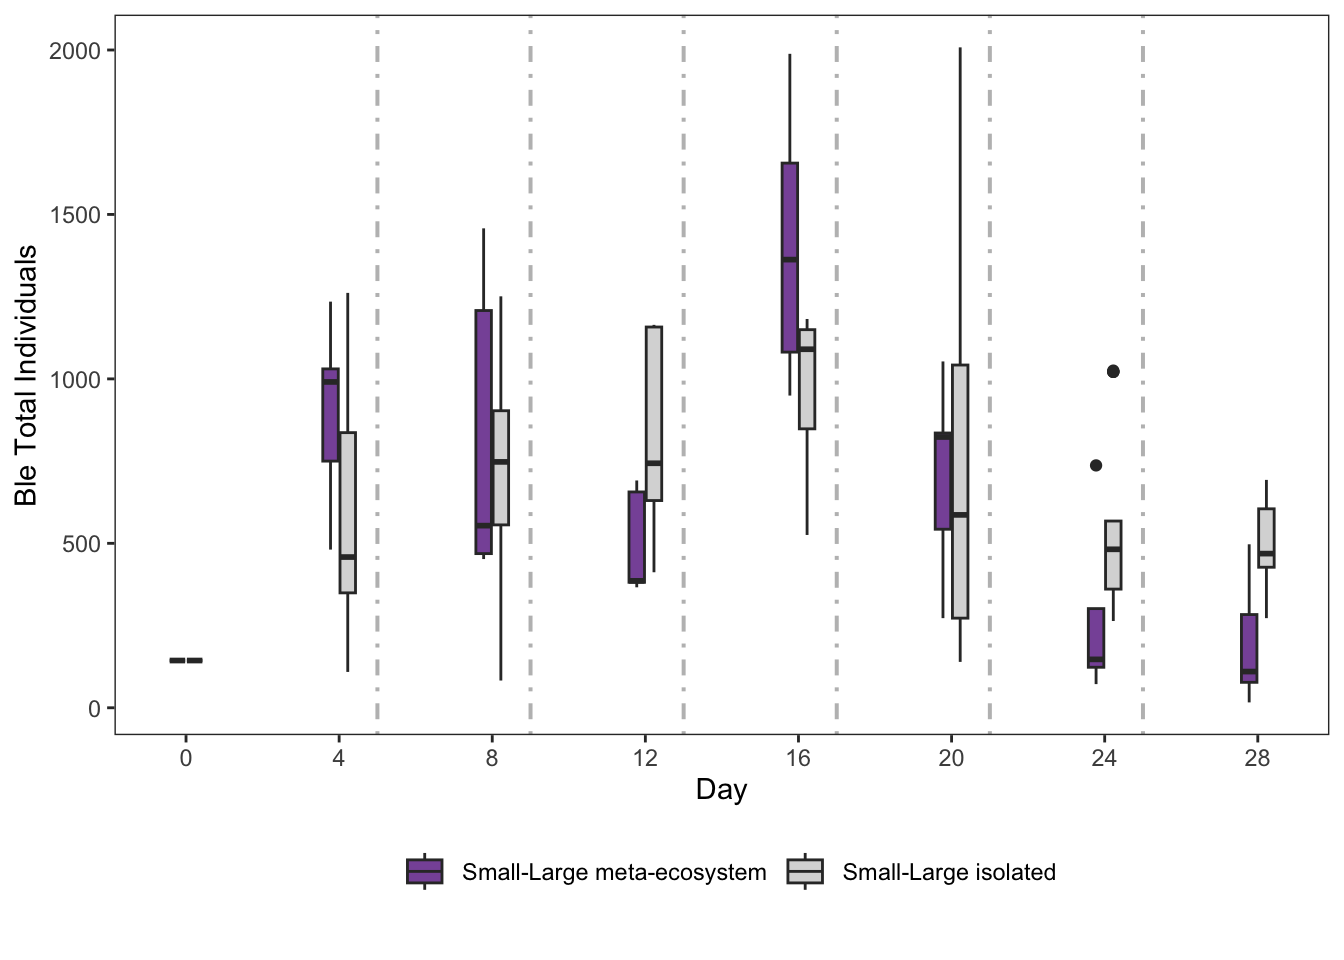 Ble Total Individuals
2000
1500
1000
500
0
0 4 8 12 16 20 24 28
Day
Small-Large meta-ecosystem Small-Large isolated